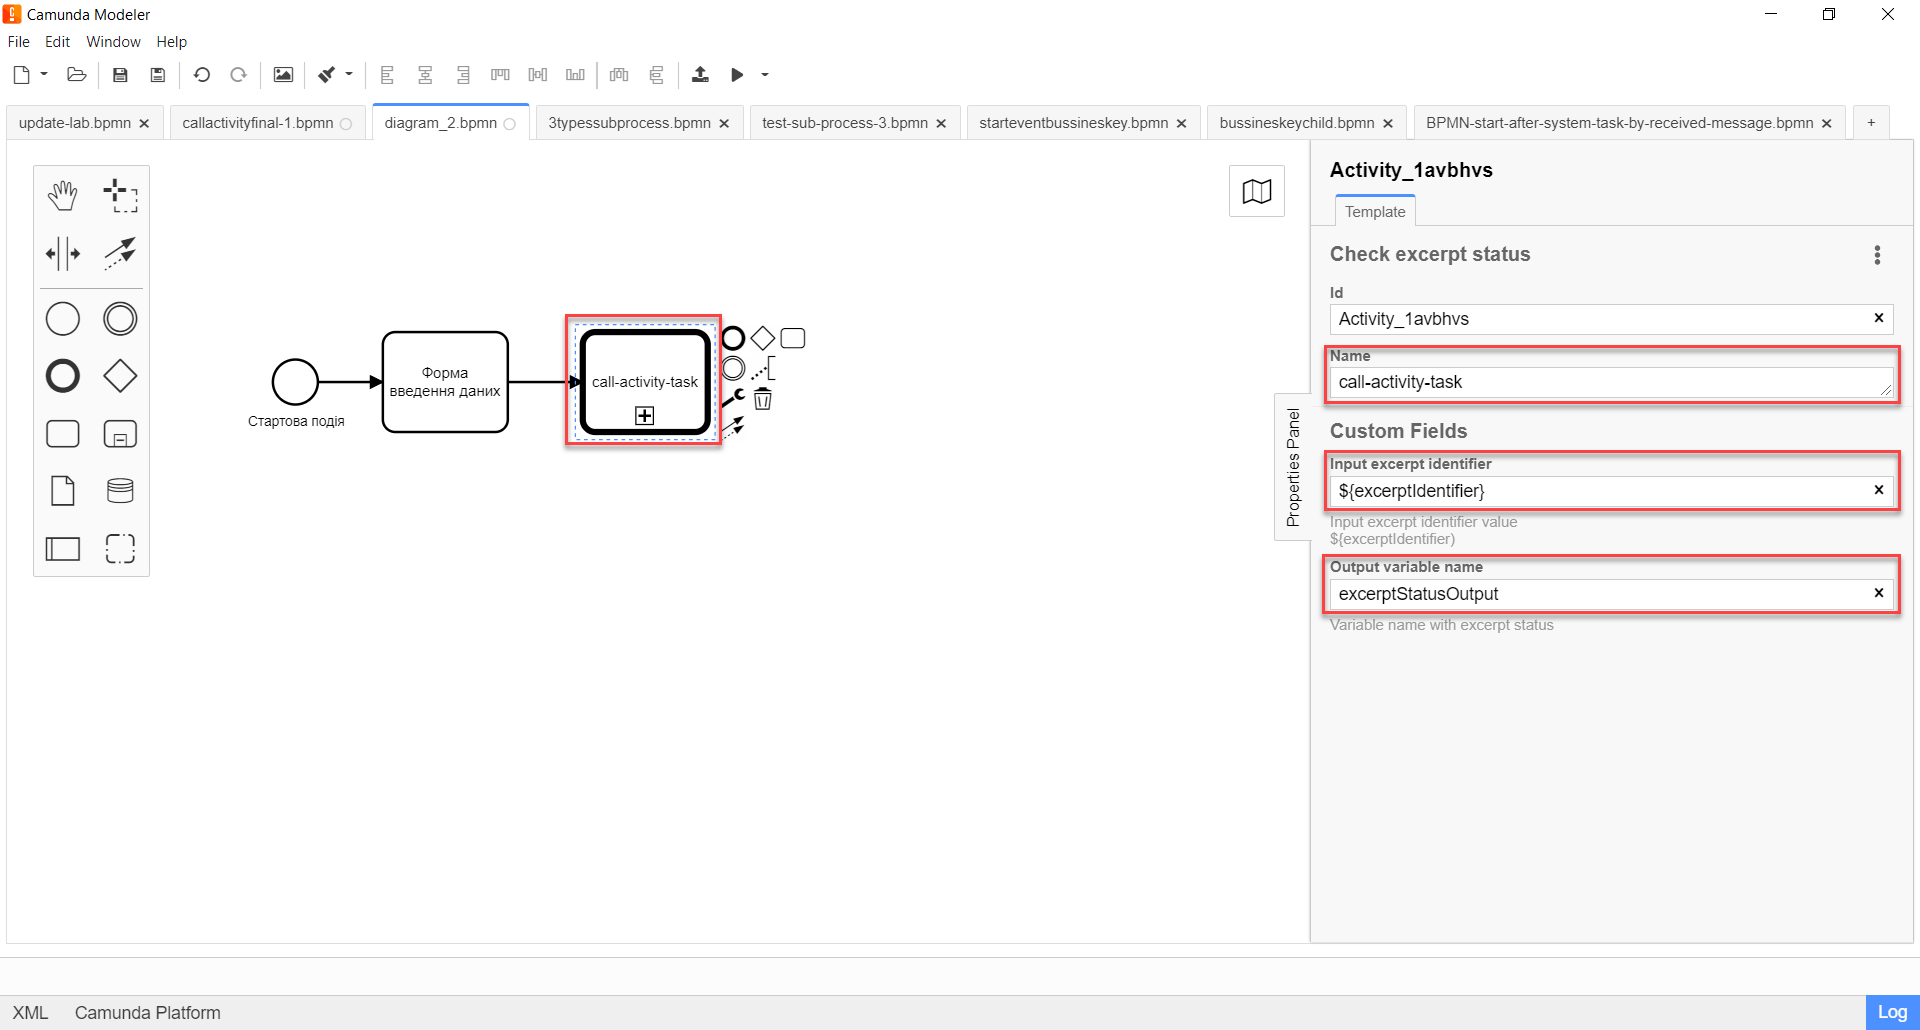 Camunda Modeler
File Edit Window Help
update-lab.bpmn
callactivityfinal-1.bpmn
diagram_2.bpmn
3typessubprocess.bpmn
test-sub-process-3.bpmn
starteventbussineskey.bpmn
bussineskeychild.bpmn
BPMN-start-after-system-task-by-received-message.bpmn
+
Стартова подія
Форма
введення даних
call-activity-task
Properties Panel
Activity_1avbhvs
Template
Check excerpt status
Id
Activity_1avbhvs
Name
call-activity-task
Custom Fields
Input excerpt identifier
${excerptIdentifier}
Input excerpt identifier value
${excerptIdentifier)
Output variable name
excerptStatusOutput
Variable name with excerpt status
XML Camunda Platform
Log